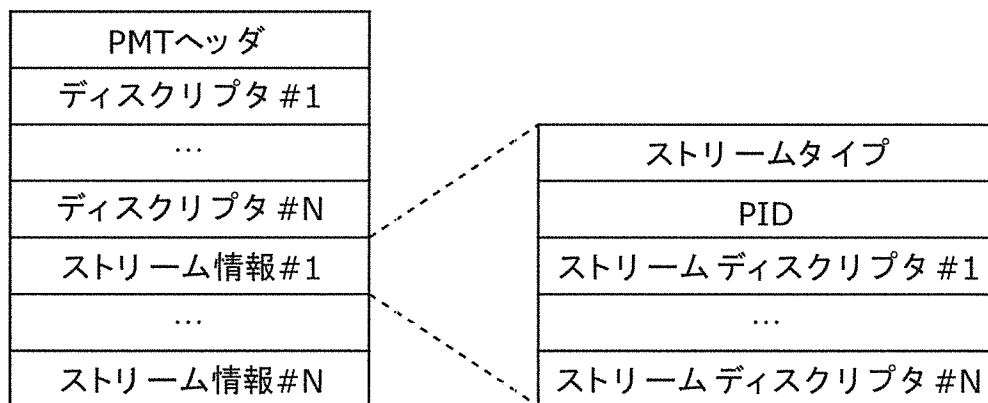 PMTヘッダ
ディスクリプタ#1
…
ディスクリプタ#N
ストリーム情報#1
…
ストリーム情報#N
ストリームタイプ
PID
ストリームディスクリプタ#1
…
ストリームディスクリプタ#N